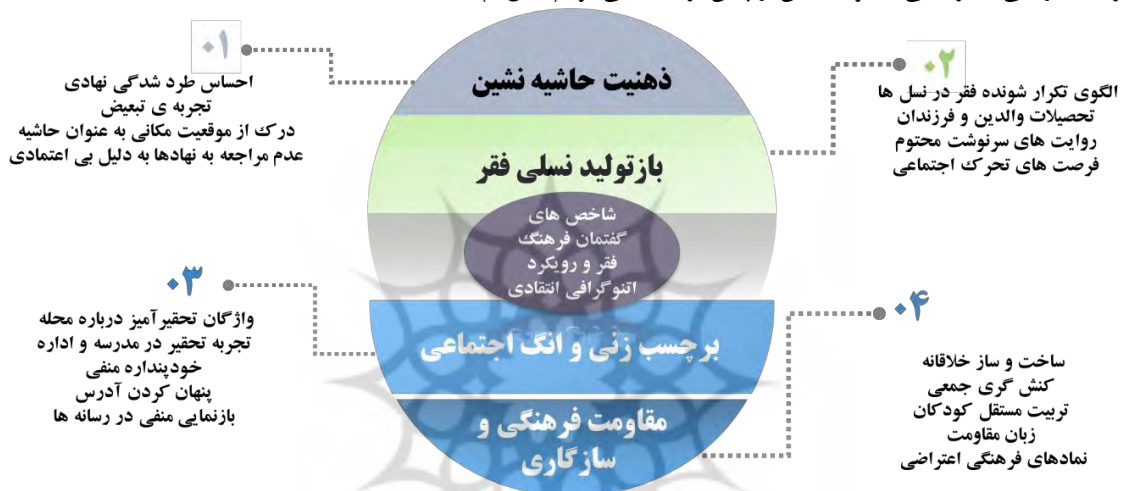 ۰۱
احساس طرد شدگی نهادی
تجربه ی تبعیض
درک از موقعیت مکانی به عنوان حاشیه
عدم مراجعه به نهادها به دلیل بی اعتمادی
۰۲
الگوی تکرار شونده فقر در نسل ها
تحصیلات والدین و فرزندان
روایت های سرنوشت محتوم
فرصت های تحرک اجتماعی
ذهنیت حاشیه نشین
بازتولید نسلی فقر
شاخص های
گفتمان فرهنگ
فقر و رویکرد
اتنوگرافی انتقادی
برچسب زنی و انگ اجتماعی
مقاومت فرهنگی و
سازگاری
۰۳
واژگان تحقیرآمیز درباره محله
تجربه تحقیر در مدرسه و اداره
خودپنداره منفی
پنهان کردن آدرس
بازنمایی منفی در رسانه ها
۰۴
ساخت و ساز خلاقانه
کنش گری جمعی
تربیت مستقل کودکان
زبان مقاومت
نمادهای فرهنگی اعتراضی